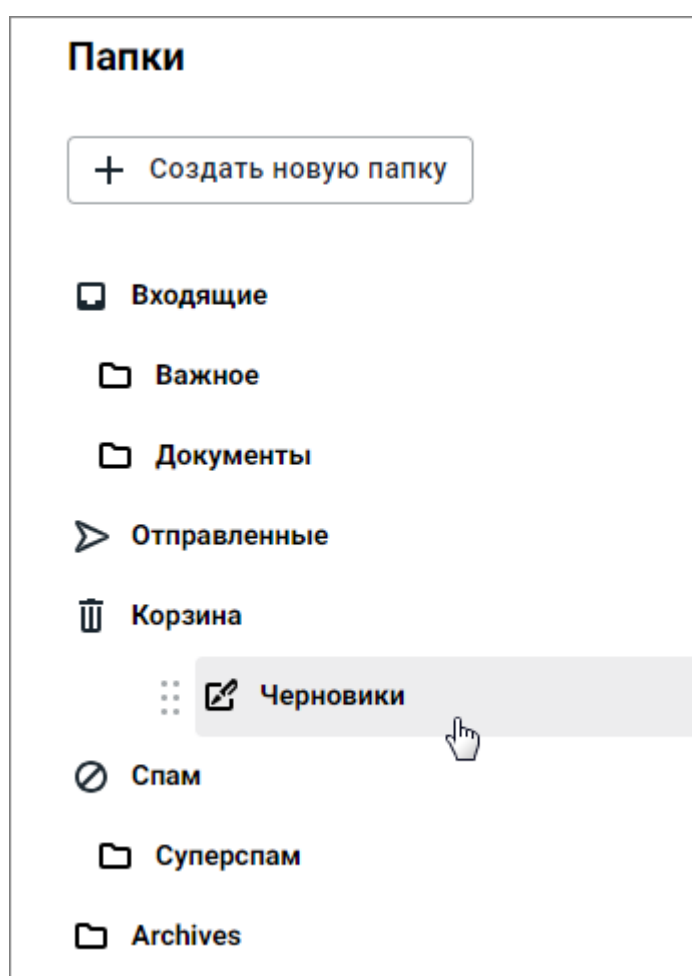 Папки
Создать новую папку
Входящие
Важное
Документы
Отправленные
Корзина
Черновики
Спам
Суперспам
Archives